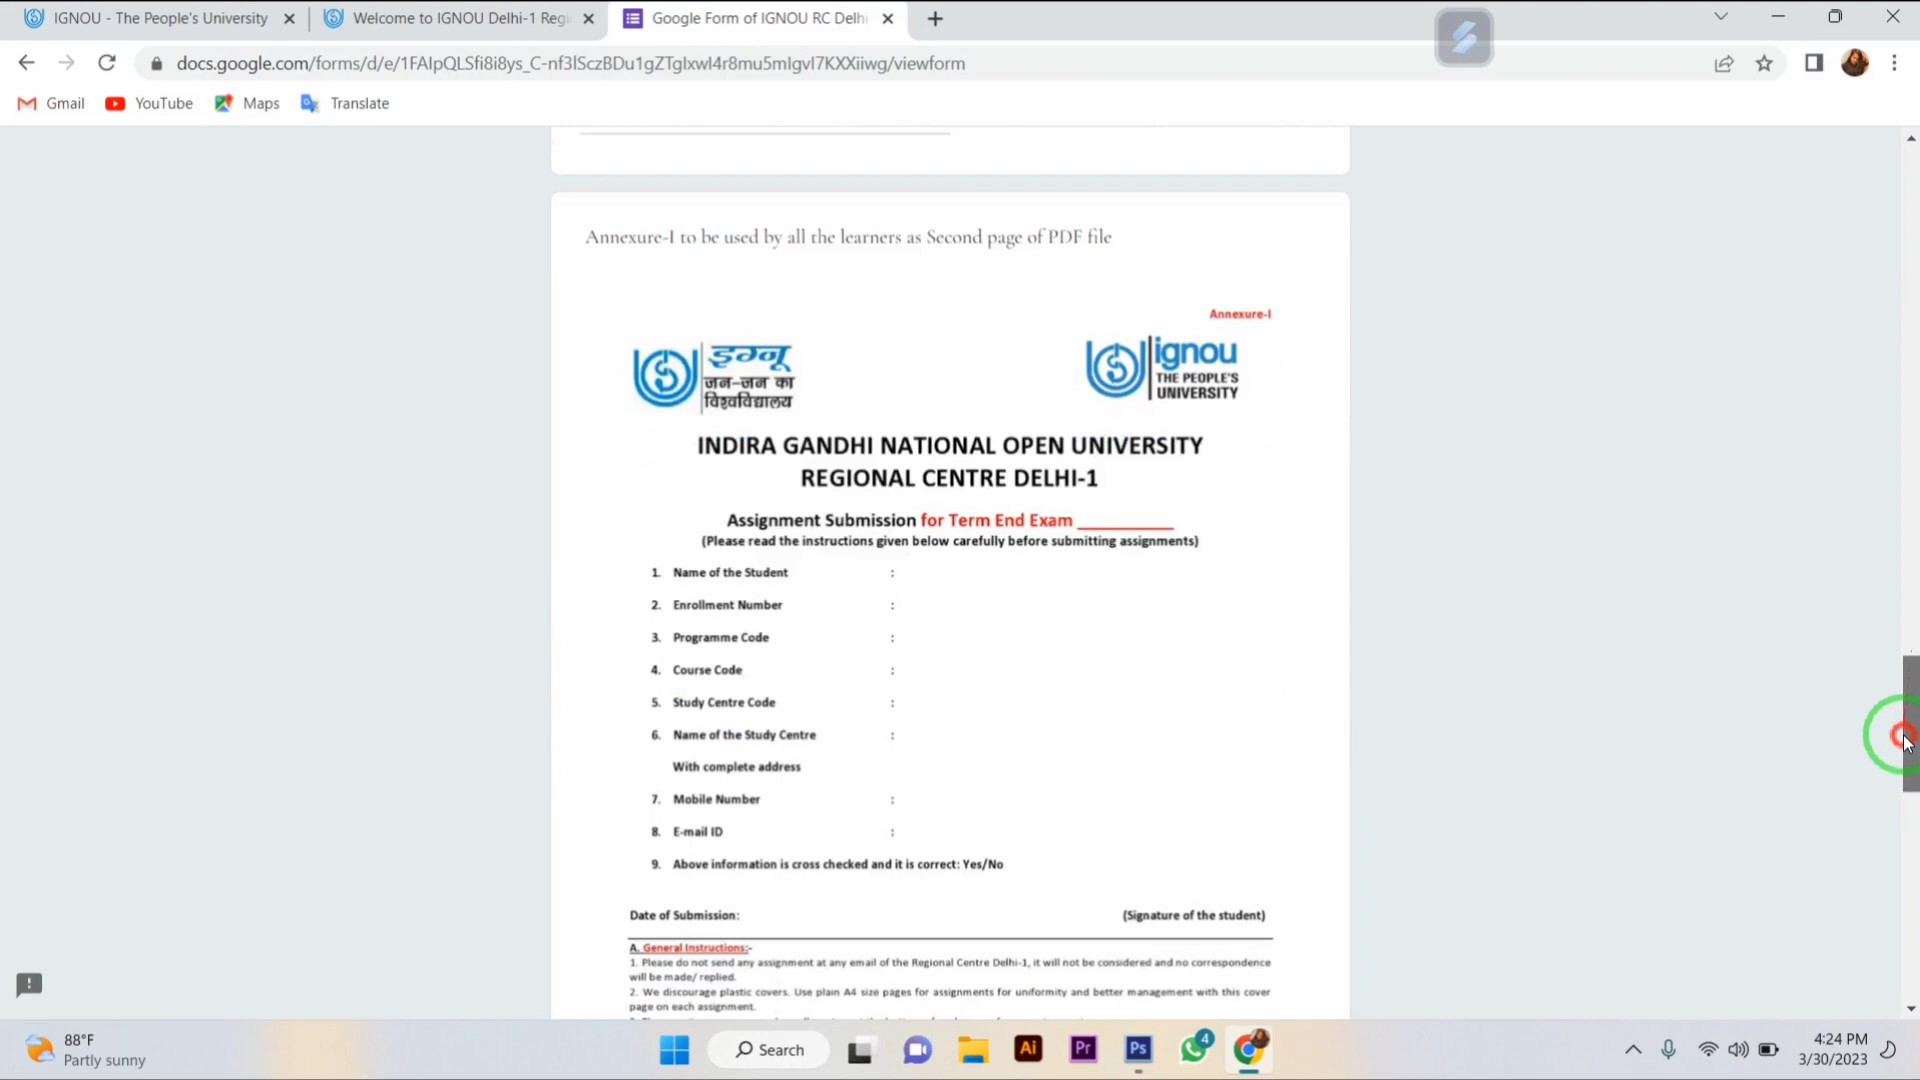 IGNOU - The People's University
Welcome to IGNOU Delhi-1 Regi
Google Form of IGNOU RC Delhi
docs.google.com/forms/d/e/1FAIpQLSfi8i8ys_C-nf3lSczBDu1gZTglxwl4r8mu5mlgvl7KXXiiwg/viewform
Gmail
YouTube
Maps
Translate
Annexure-I to be used by all the learners as Second page of PDF file
Annexure-I
इग्नू
जन-जन का
विश्वविद्यालय
ignou
THE PEOPLE'S
UNIVERSITY
INDIRA GANDHI NATIONAL OPEN UNIVERSITY
REGIONAL CENTRE DELHI-1
Assignment Submission for Term End Exam ___________
(Please read the instructions given below carefully before submitting assignments)
1. Name of the Student :
2. Enrollment Number :
3. Programme Code :
4. Course Code :
5. Study Centre Code :
6. Name of the Study Centre :
With complete address
7. Mobile Number :
8. E-mail ID :
9. Above information is cross checked and it is correct: Yes/No
Date of Submission: (Signature of the student)
A. General Instructions:-
1. Please do not send any assignment at any email of the Regional Centre Delhi-1, it will not be considered and no correspondence
will be made/ replied.
2. We discourage plastic covers. Use plain A4 size pages for assignments for uniformity and better management with this cover
page on each assignment.
88°F
Partly sunny
Search
Ai
Pr
Ps
4
4:24 PM
3/30/2023